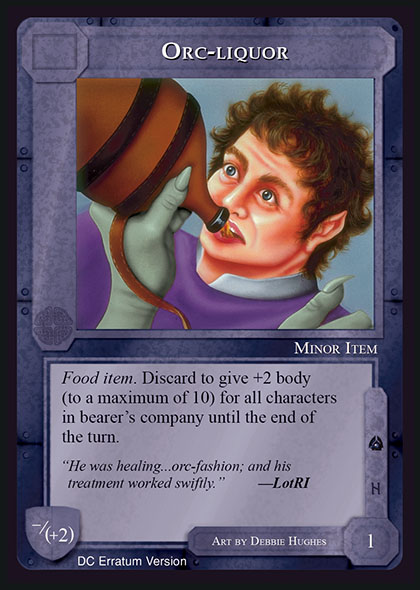 Orc-liquor
Minor Item
Food item. Discard to give +2 body
(to a maximum of 10) for all characters
in bearer's company until the end of
the turn.
“He was healing...orc-fashion; and his
treatment worked swiftly.” —LotRI
–/(+2)
Art by Debbie Hughes
1
DC Erratum Version